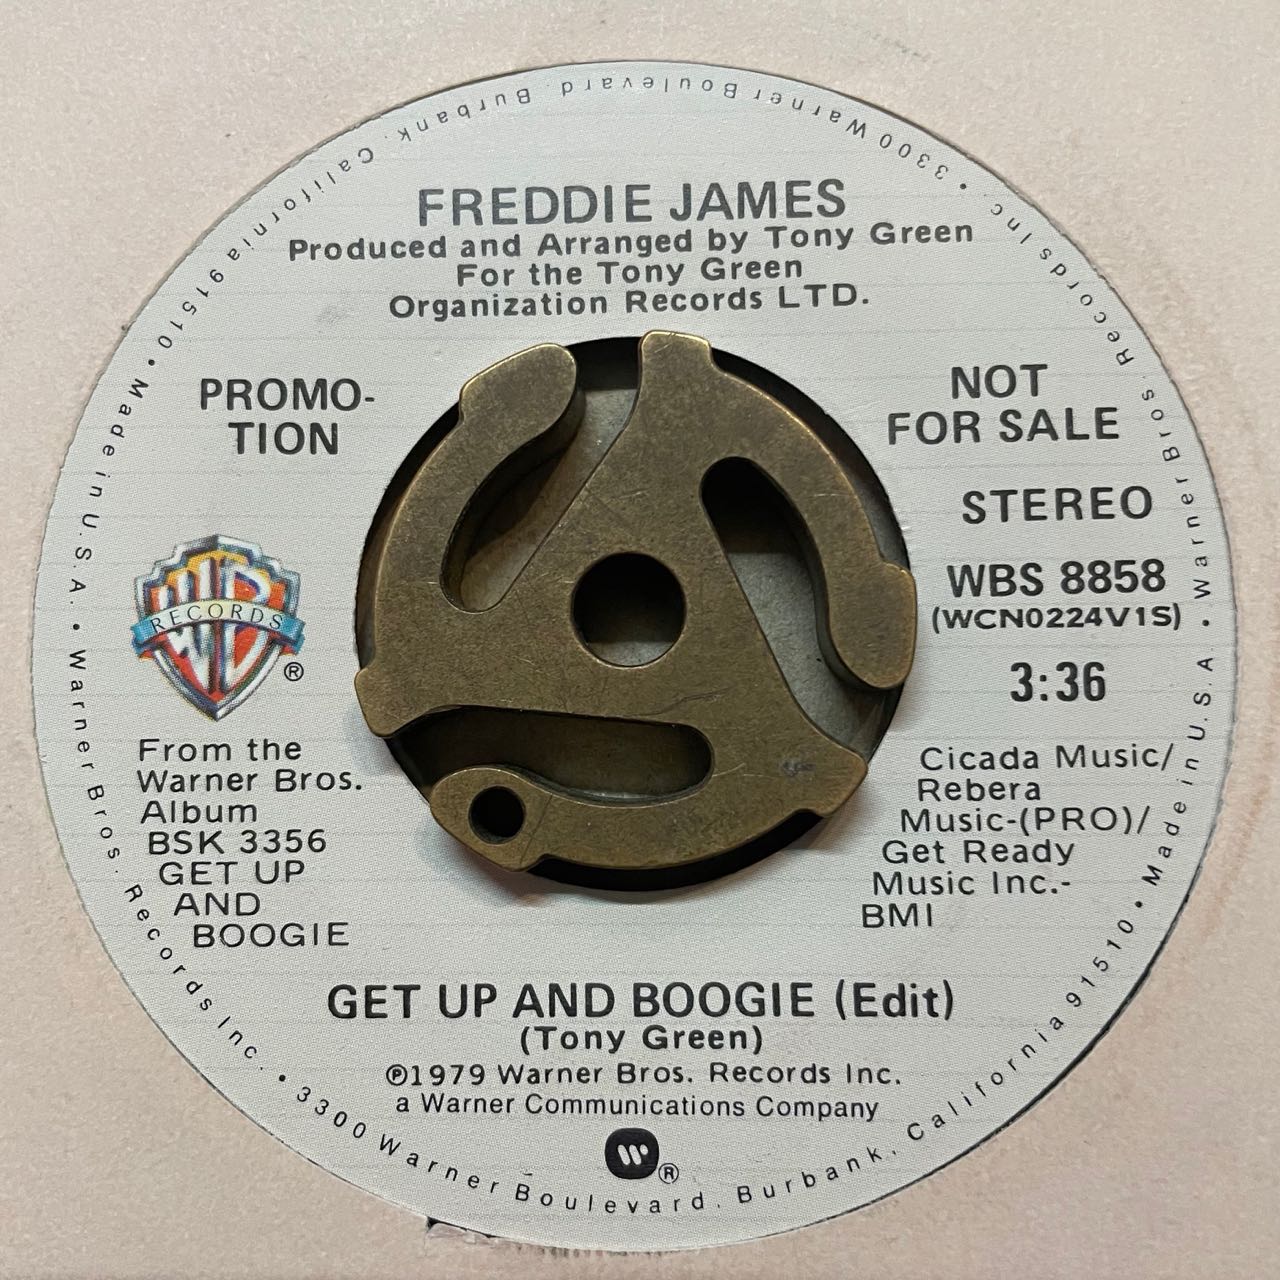 FREDDIE JAMES
Produced and Arranged by Tony Green
For the Tony Green
Organization Records LTD.
PROMO-
TION
NOT
FOR SALE
STEREO
WBS 8858
(WCN0224V1S)
3:36
WB
RECORDS
®
From the
Warner Bros.
Album
BSK 3356
GET UP
AND
BOOGIE
Cicada Music/
Rebera
Music-(PRO)/
Get Ready
Music Inc.-
BMI
GET UP AND BOOGIE (Edit)
(Tony Green)
℗1979 Warner Bros. Records Inc.
a Warner Communications Company
W®
Warner Bros. Records Inc. • 3300 Warner Boulevard. Burbank. California 91510 • Made in U.S.A. • Warner Bros. Records Inc. • 3300 Warner Boulevard. Burbank. California 91510 • Made in U.S.A. •